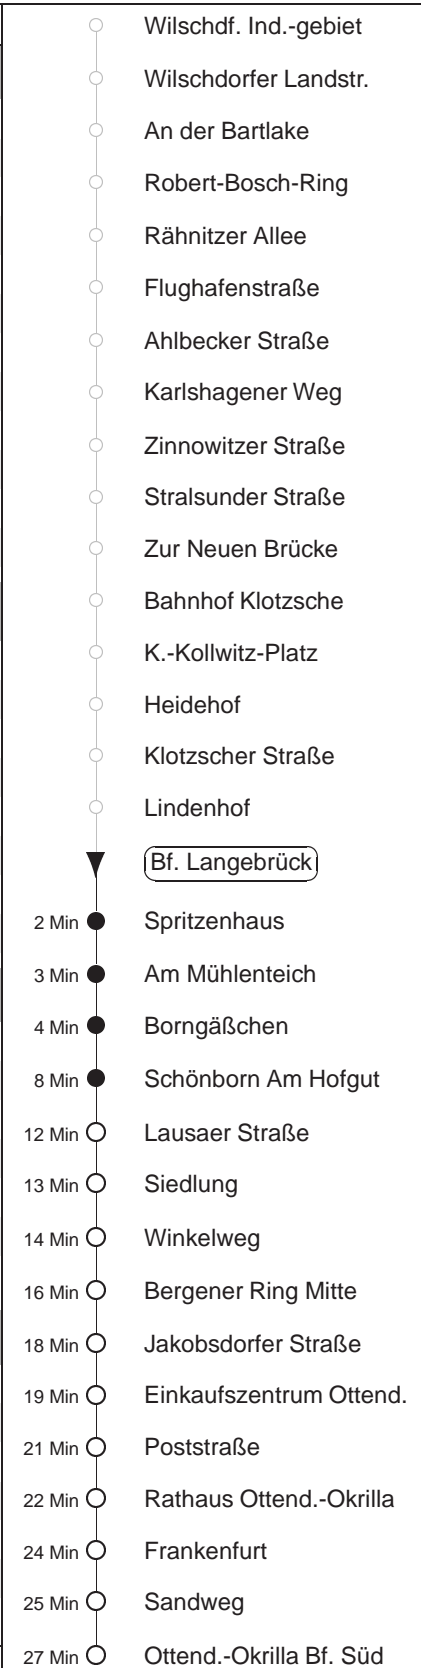 Wilschdf. Ind.-gebiet
Wilschdorfer Landstr.
An der Bartlake
Robert-Bosch-Ring
Rähnitzer Allee
Flughafenstraße
Ahlbecker Straße
Karlshagener Weg
Zinnowitzer Straße
Stralsunder Straße
Zur Neuen Brücke
Bahnhof Klotzsche
K.-Kollwitz-Platz
Heidehof
Klotzscher Straße
Lindenhof
Bf. Langebrück
2 Min Spritzenhaus
3 Min Am Mühlenteich
4 Min Borngäßchen
8 Min Schönborn Am Hofgut
12 Min Lausaer Straße
13 Min Siedlung
14 Min Winkelweg
16 Min Bergener Ring Mitte
18 Min Jakobsdorfer Straße
19 Min Einkaufszentrum Ottend.
21 Min Poststraße
22 Min Rathaus Ottend.-Okrilla
24 Min Frankenfurt
25 Min Sandweg
27 Min Ottend.-Okrilla Bf. Süd